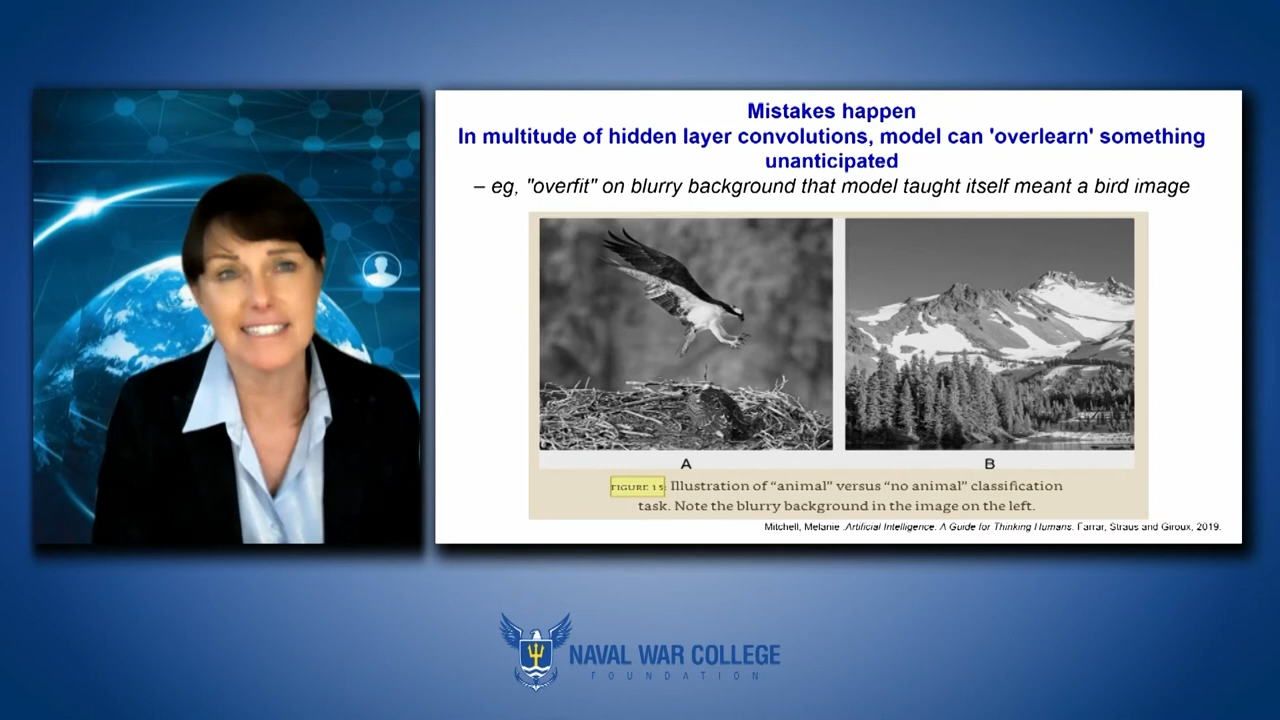 Mistakes happen
In multitude of hidden layer convolutions, model can 'overlearn' something
unanticipated
– eg, "overfit" on blurry background that model taught itself meant a bird image
A
B
FIGURE 15: Illustration of “animal” versus “no animal” classification
task. Note the blurry background in the image on the left.
Mitchell, Melanie .Artificial Intelligence: A Guide for Thinking Humans. Farrar, Straus and Giroux, 2019.
NAVAL WAR COLLEGE
FOUNDATION